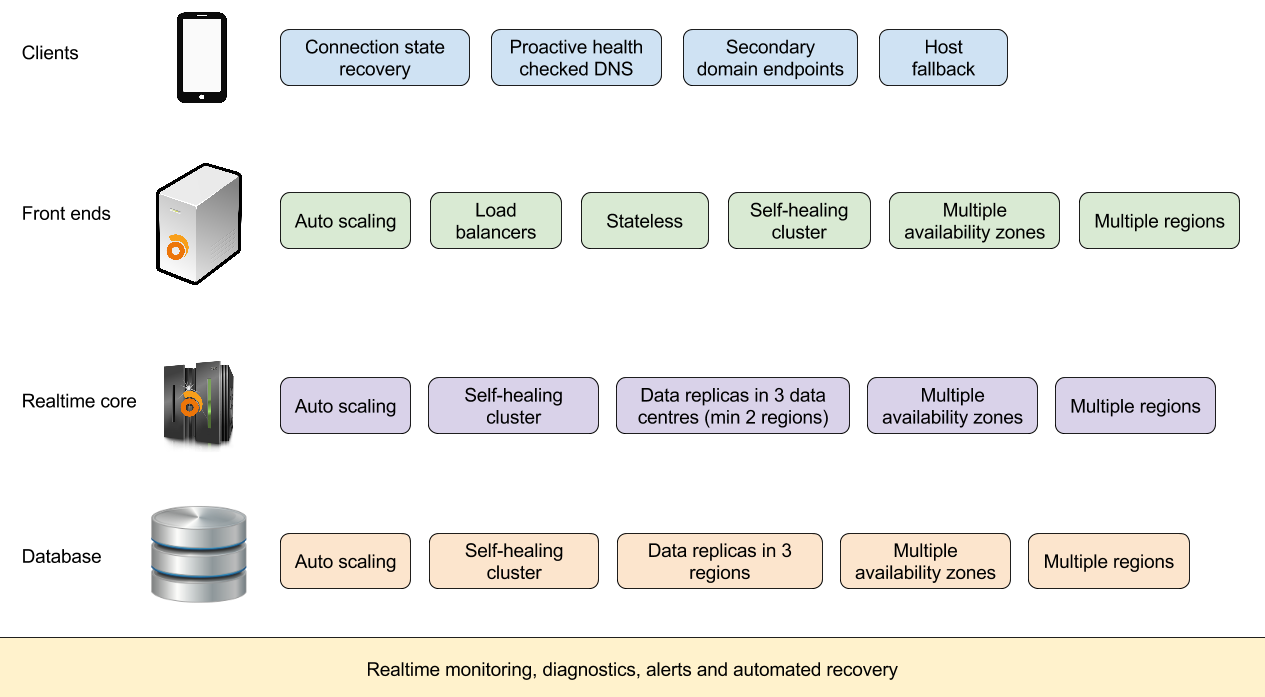 Clients
Connection state
recovery
Proactive health
checked DNS
Secondary
domain endpoints
Host
fallback
Front ends
Auto scaling
Load
balancers
Stateless
Self-healing
cluster
Multiple
availability zones
Multiple regions
Realtime core
Auto scaling
Self-healing
cluster
Data replicas in 3 data
centres (min 2 regions)
Multiple
availability zones
Multiple regions
Database
Auto scaling
Self-healing
cluster
Data replicas in 3
regions
Multiple
availability zones
Multiple regions
Realtime monitoring, diagnostics, alerts and automated recovery